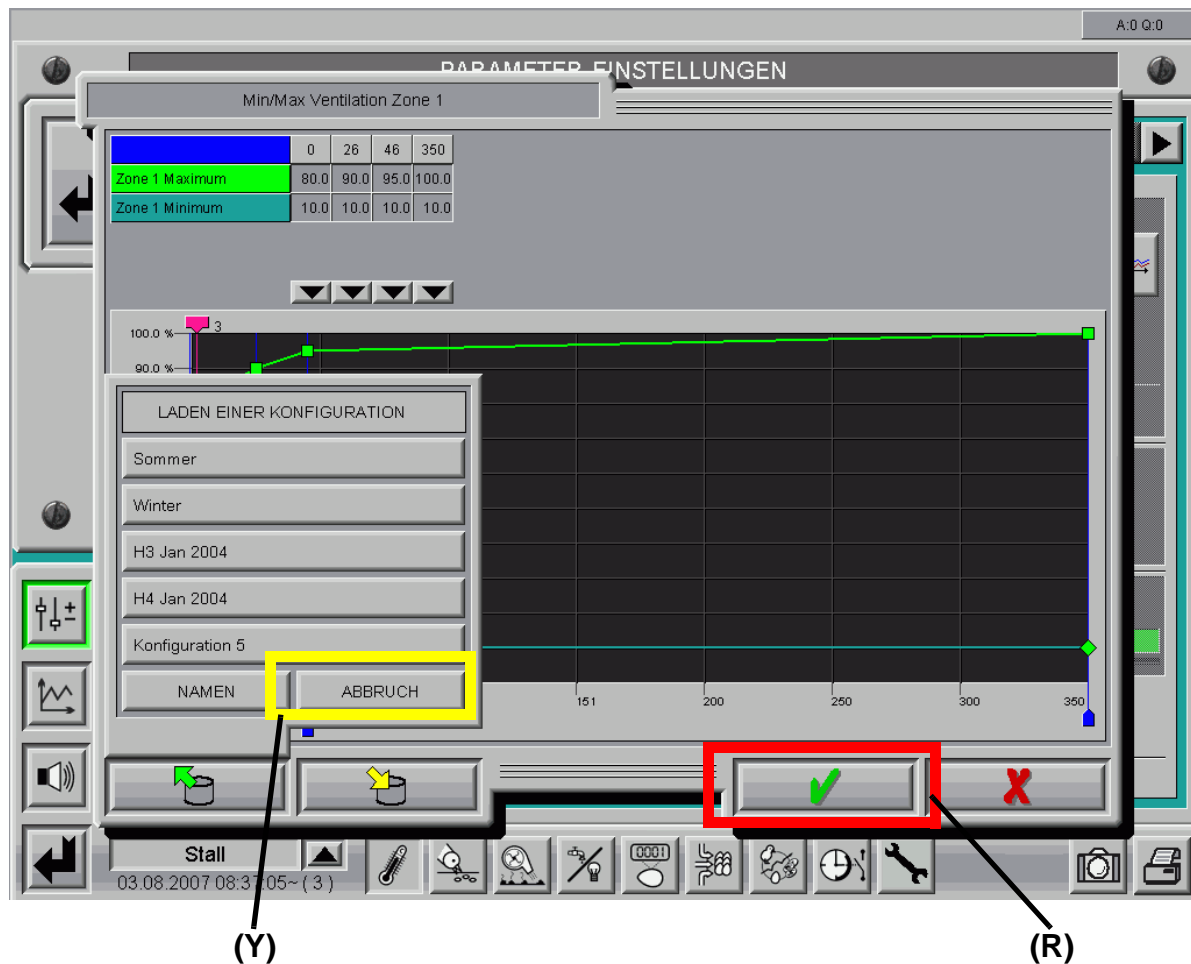 A:0 Q:0
PARAMETER EINSTELLUNGEN
Min/Max Ventilation Zone 1
0 26 46 350
Zone 1 Maximum 80.0 90.0 95.0 100.0
Zone 1 Minimum 10.0 10.0 10.0 10.0
3
100.0 %
90.0 %
LADEN EINER KONFIGURATION
Sommer
Winter
H3 Jan 2004
H4 Jan 2004
Konfiguration 5
NAMEN ABBRUCH
151 200 250 300 350
Stall
0001
03.08.2007 08:37:05~ ( 3 )
(Y) (R)